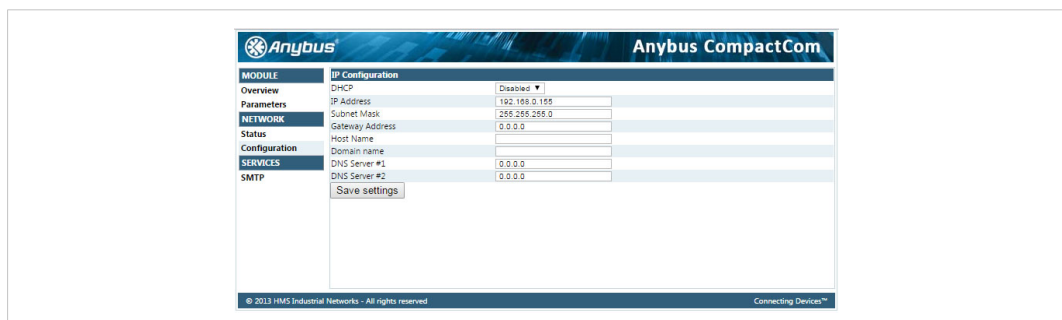 Anybus®
Anybus CompactCom
MODULE
Overview
Parameters
NETWORK
Status
Configuration
SERVICES
SMTP
IP Configuration
DHCP Disabled ▼
IP Address 192.168.0.155
Subnet Mask 255.255.255.0
Gateway Address 0.0.0.0
Host Name
Domain name
DNS Server #1 0.0.0.0
DNS Server #2 0.0.0.0
Save settings
© 2013 HMS Industrial Networks - All rights reserved
Connecting Devices™